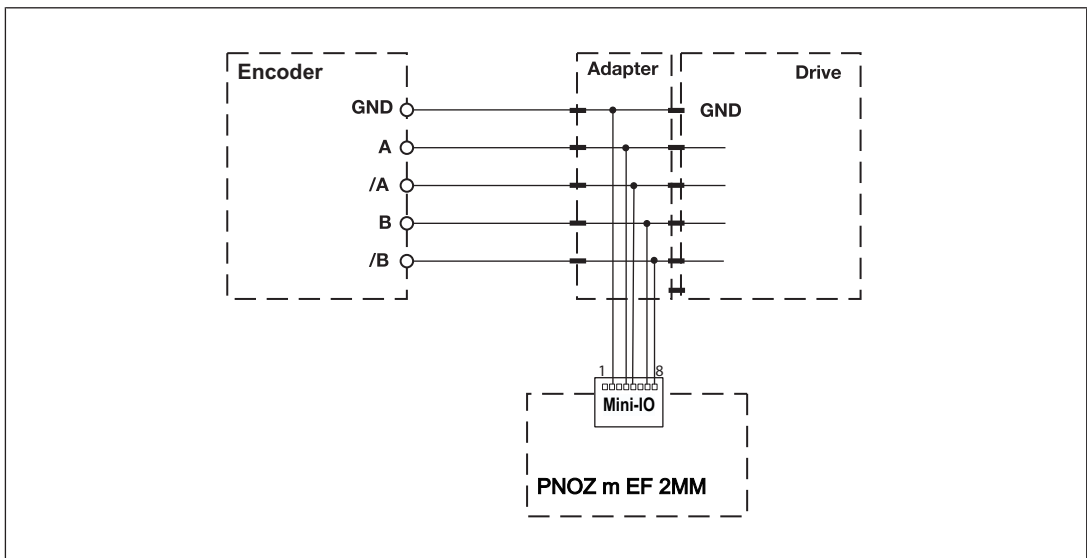 Encoder
Adapter
Drive
GND
GND
A
/A
B
/B
1
8
Mini-IO
PNOZ m EF 2MM